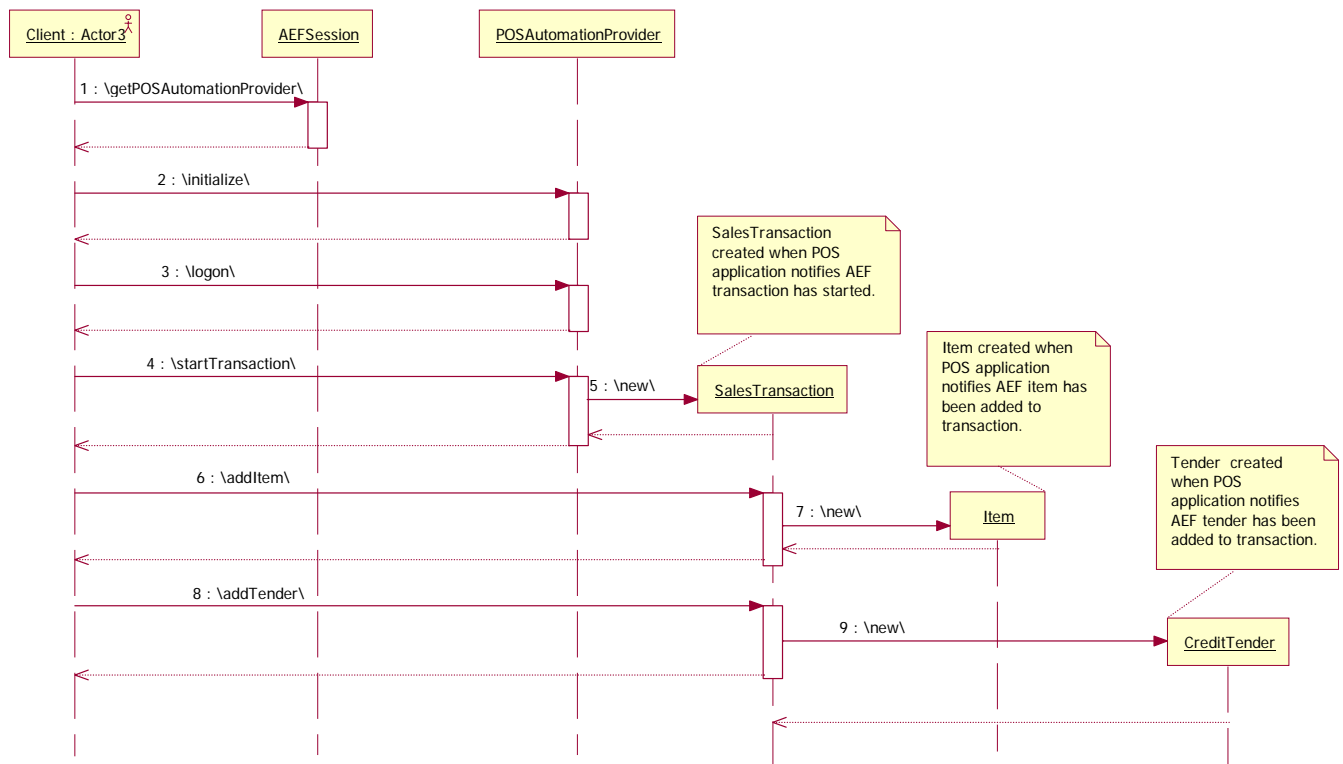 Client : Actor3
AEFSession
POSAutomationProvider
1 : \getPOSAutomationProvider\
2 : \initialize\
SalesTransaction
created when POS
application notifies AEF
transaction has started.
3 : \logon\
Item created when
POS application
notifies AEF item has
been added to
transaction.
4 : \startTransaction\
5 : \new\
SalesTransaction
Tender  created
when POS
application notifies
AEF tender has been
added to transaction.
6 : \addItem\
7 : \new\
Item
8 : \addTender\
9 : \new\
CreditTender